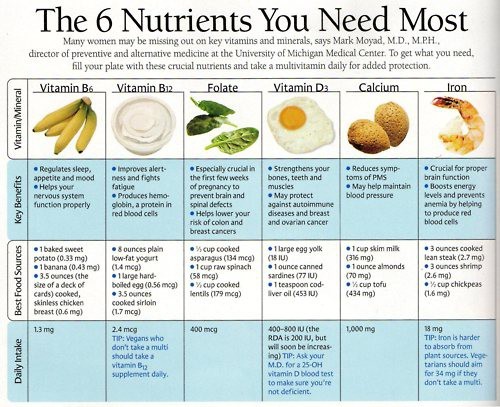 The 6 Nutrients You Need Most
Many women may be missing out on key vitamins and minerals, says Mark Moyad, M.D., M.P.H.,
director of preventive and alternative medicine at the University of Michigan Medical Center. To get what you need,
fill your plate with these crucial nutrients and take a multivitamin daily for added protection.
Vitamin/Mineral
Vitamin B6
Vitamin B12
Folate
Vitamin D3
Calcium
Iron
Key Benefits
• Regulates sleep,
appetite and mood
• Helps your
nervous system
function properly
• Improves alert-
ness and fights
fatigue
• Produces hemo-
globin, a protein in
red blood cells
• Especially crucial in
the first few weeks
of pregnancy to
prevent brain and
spinal defects
• Helps lower your
risk of colon and
breast cancers
• Strengthens your
bones, teeth and
muscles
• May protect
against autoimmune
diseases and breast
and ovarian cancer
• Reduces symp-
toms of PMS
• May help maintain
blood pressure
• Crucial for proper
brain function
• Boosts energy
levels and prevents
anemia by helping
to produce red
blood cells
Best Food Sources
• 1 baked sweet
potato (0.33 mg)
• 1 banana (0.43 mg)
• 3.5 ounces (the
size of a deck of
cards) cooked,
skinless chicken
breast (0.6 mg)
• 8 ounces plain
low-fat yogurt
(1.4 mcg)
• 1 large hard-
boiled egg (0.56 mcg)
• 3.5 ounces
cooked sirloin
(1.7 mcg)
• ½ cup cooked
asparagus (134 mcg)
• 1 cup raw spinach
(58 mcg)
• ½ cup cooked
lentils (179 mcg)
• 1 large egg yolk
(18 IU)
• 1 ounce canned
sardines (77 IU)
• 1 teaspoon cod-
liver oil (453 IU)
• 1 cup skim milk
(316 mg)
• 1 ounce almonds
(70 mg)
• ½ cup tofu
(434 mg)
• 3 ounces cooked
lean steak (2.7 mg)
• 3 ounces shrimp
(2.6 mg)
• ½ cup chickpeas
(1.6 mg)
Daily Intake
1.3 mg
2.4 mcg
TIP: Vegans who
don't take a multi
should take a
vitamin B12
supplement daily.
400 mcg
400–800 IU (the
RDA is 200 IU, but
will soon be increas-
ing) TIP: Ask your
M.D. for a 25-OH
vitamin D blood test
to make sure you're
not deficient.
1,000 mg
18 mg
TIP: Iron is harder
to absorb from
plant sources. Vege-
tarians should aim
for 34 mg if they
don't take a multi.